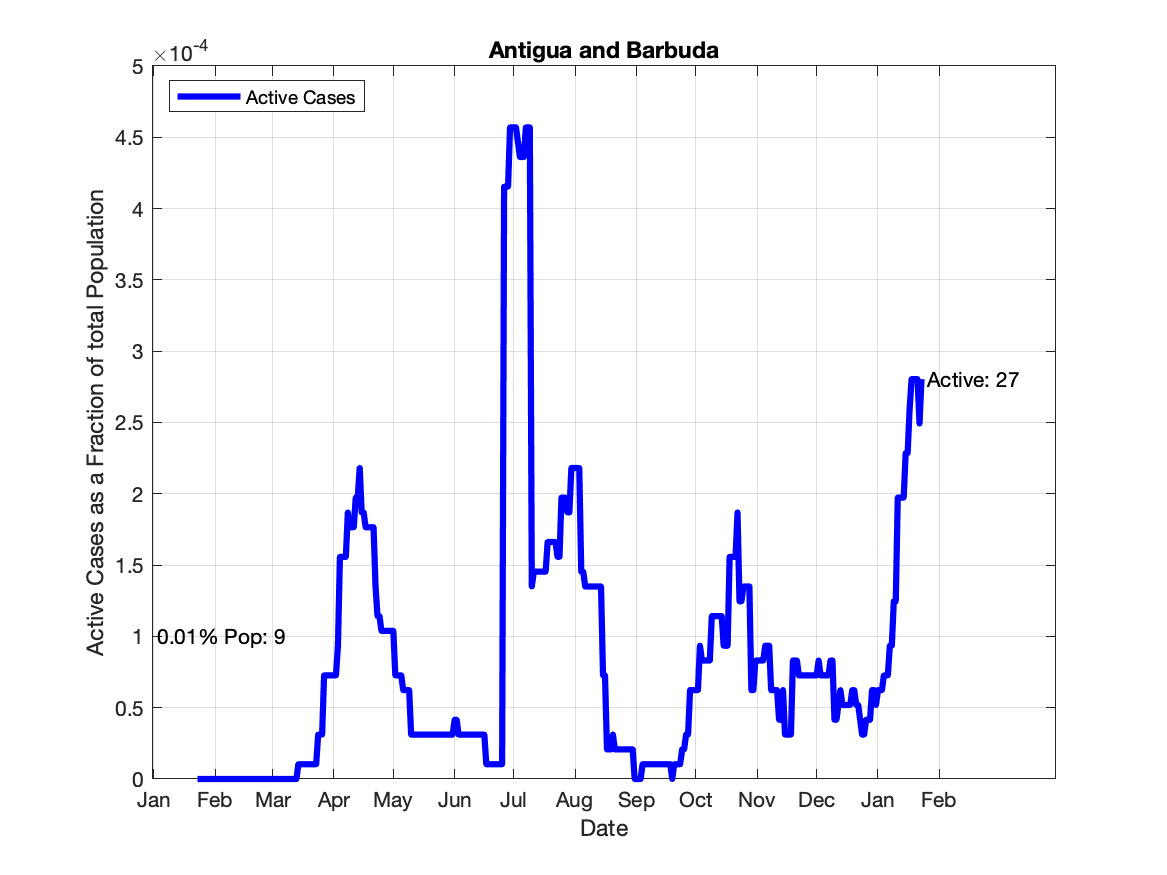 Antigua and Barbuda
×10-4
Active Cases
5
4.5
4
3.5
3
2.5
2
1.5
1
0.5
0
Active Cases as a Fraction of total Population
Active: 27
0.01% Pop: 9
Jan Feb Mar Apr May Jun Jul Aug Sep Oct Nov Dec Jan Feb
Date